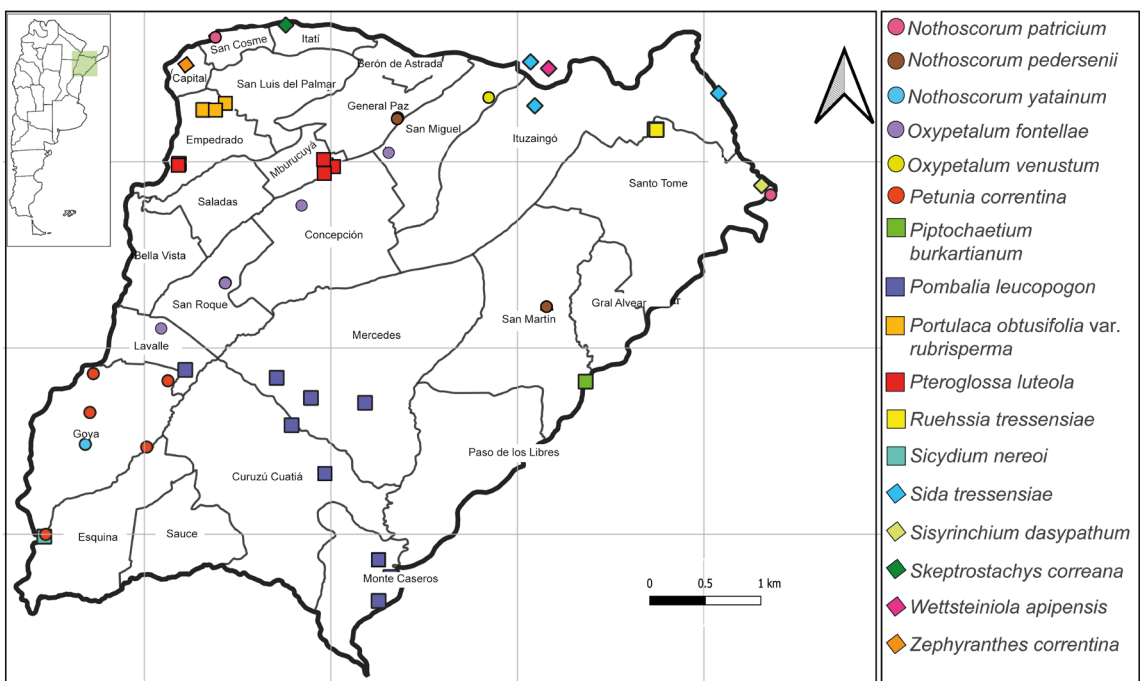 San Cosme
Itatí
Capital
San Luis del Palmar
Berón de Astrada
General Paz
San Miguel
Ituzaingó
Empedrado
Mburucuyá
Santo Tome
Saladas
Concepción
Bella Vista
San Roque
Gral Alvear
San Martin
Mercedes
Lavalle
Goya
Paso de los Libres
Curuzú Cuatiá
Esquina
Sauce
Monte Caseros
0 0.5 1 km
Nothoscorum patricium
Nothoscorum pedersenii
Nothoscorum yatainum
Oxypetalum fontellae
Oxypetalum venustum
Petunia correntina
Piptochaetium
burkartianum
Pombalia leucopogon
Portulaca obtusifolia var.
rubrisperma
Pteroglossa luteola
Ruehssia tressensiae
Sicydium nereoi
Sida tressensiae
Sisyrinchium dasypathum
Skeptrostachys correana
Wettsteiniola apipensis
Zephyranthes correntina